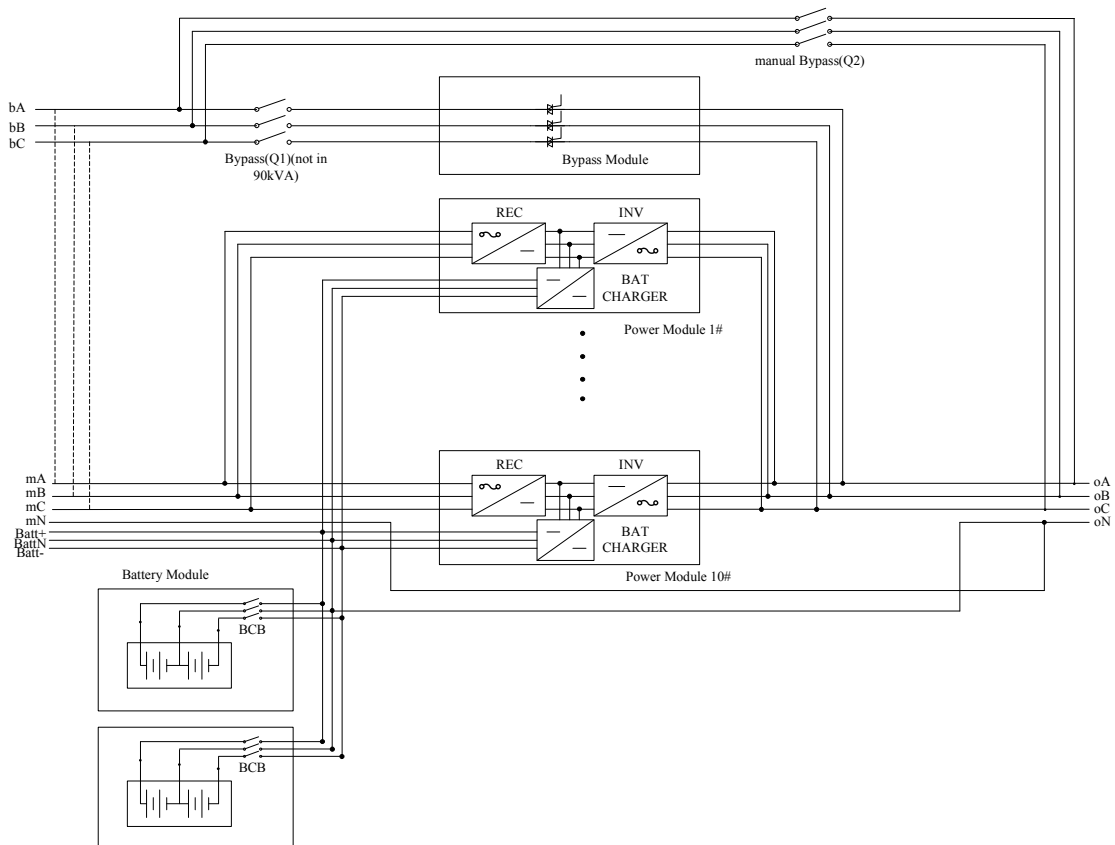 manual Bypass(Q2)
bA
bB
bC
Bypass(Q1)(not in
90kVA)
Bypass Module
REC
INV
BAT
CHARGER
Power Module 1#
REC
INV
BAT
CHARGER
Power Module 10#
mA
mB
mC
mN
Batt+
BattN
Batt-
oA
oB
oC
oN
Battery Module
BCB
BCB